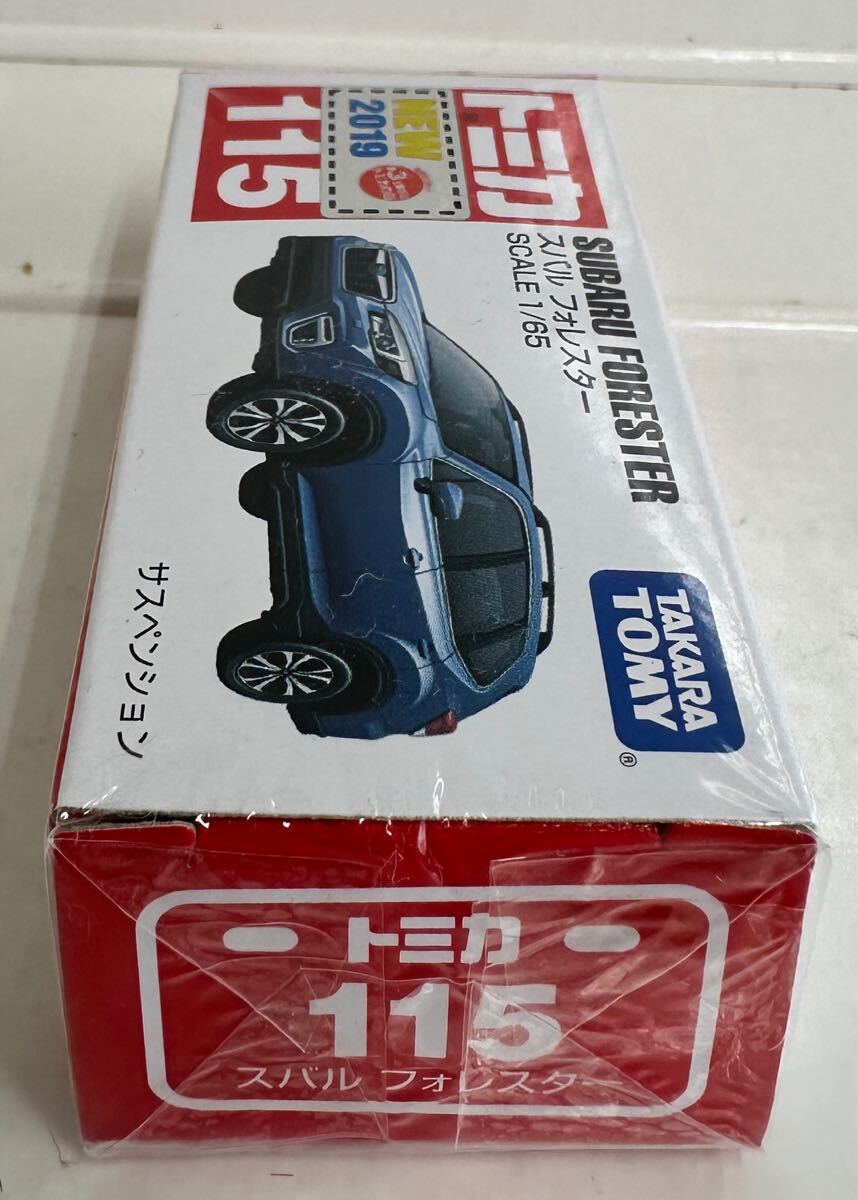 トミカ
NEW
2019
115
SUBARU FORESTER
スバル フォレスター
SCALE 1/65
サスペンション
TAKARA
TOMY
®
トミカ
115
スバル フォレスター